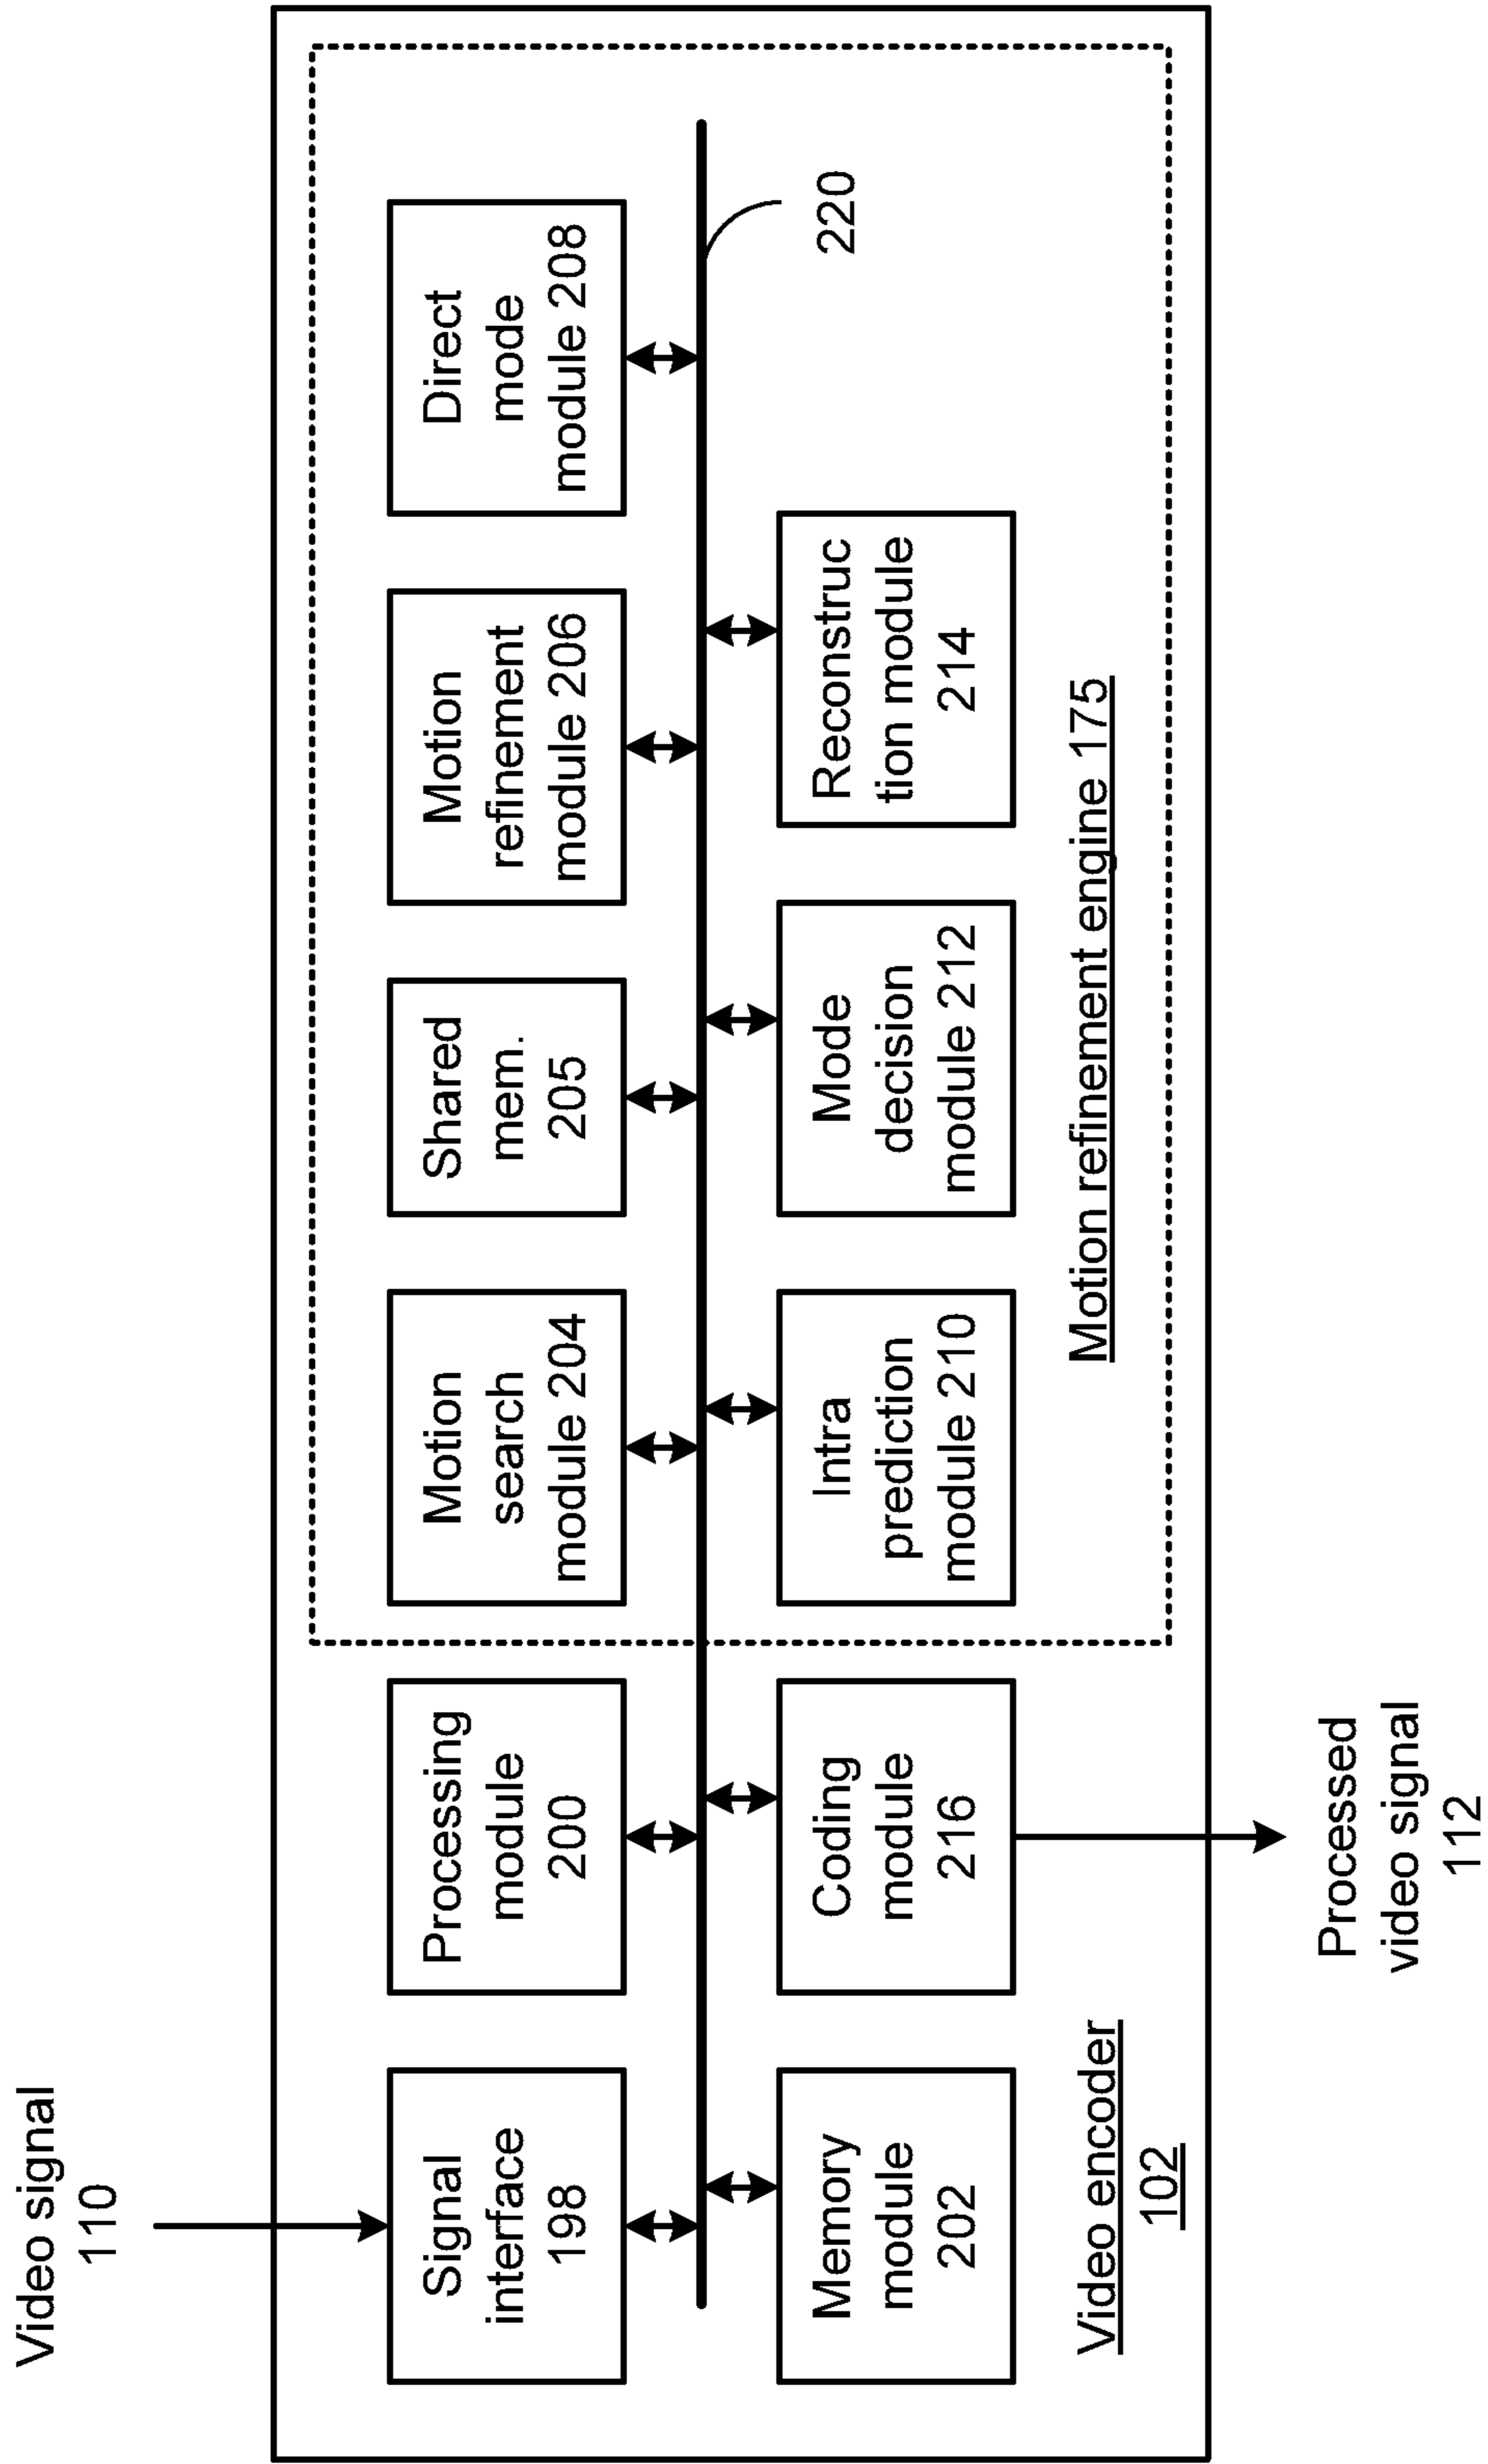 Video signal
110
Signal
interface
198
Processing
module
200
Motion
search
module 204
Shared
mem.
205
Motion
refinement
module 206
Direct
mode
module 208
220
Memory
module
202
Coding
module
216
Intra
prediction
module 210
Mode
decision
module 212
Reconstruc
tion module
214
Motion refinement engine 175
Video encoder
102
Processed
video signal
112